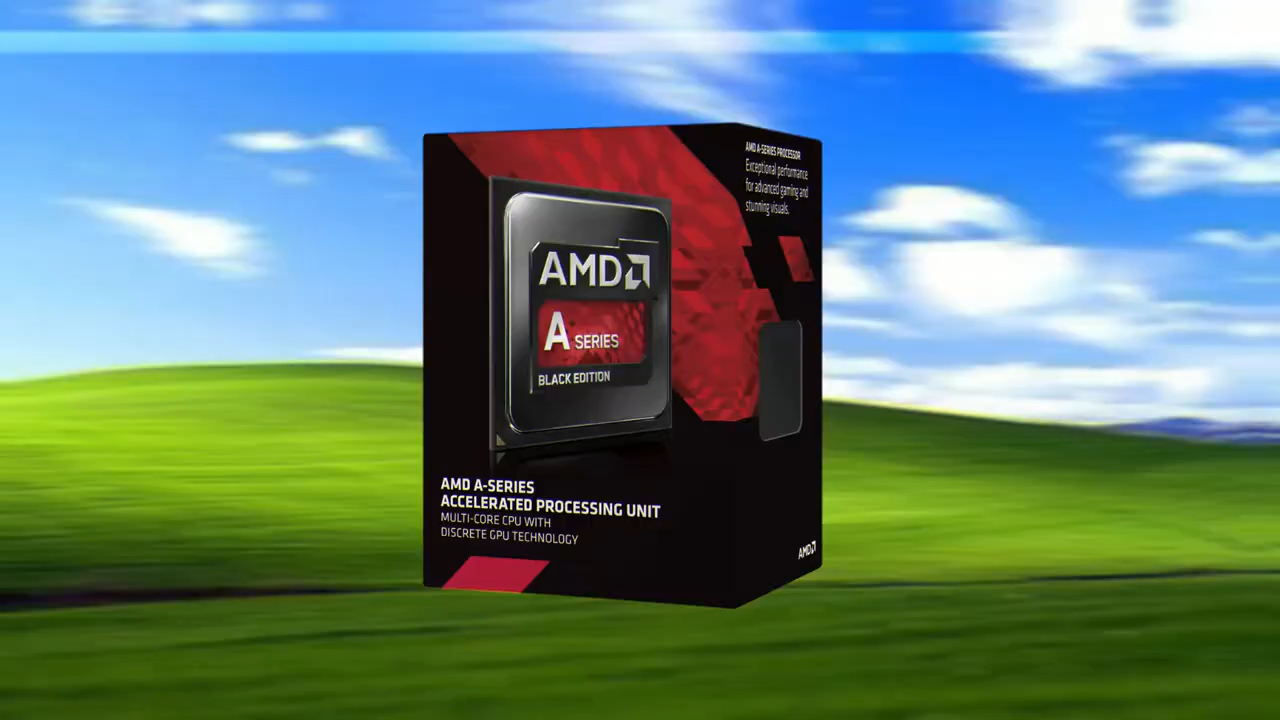 AMD A-SERIES PROCESSOR
Exceptional performance
for advanced gaming and
stunning visuals.
AMD
A SERIES
BLACK EDITION
AMD A-SERIES
ACCELERATED PROCESSING UNIT
MULTI-CORE CPU WITH
DISCRETE GPU TECHNOLOGY
AMD